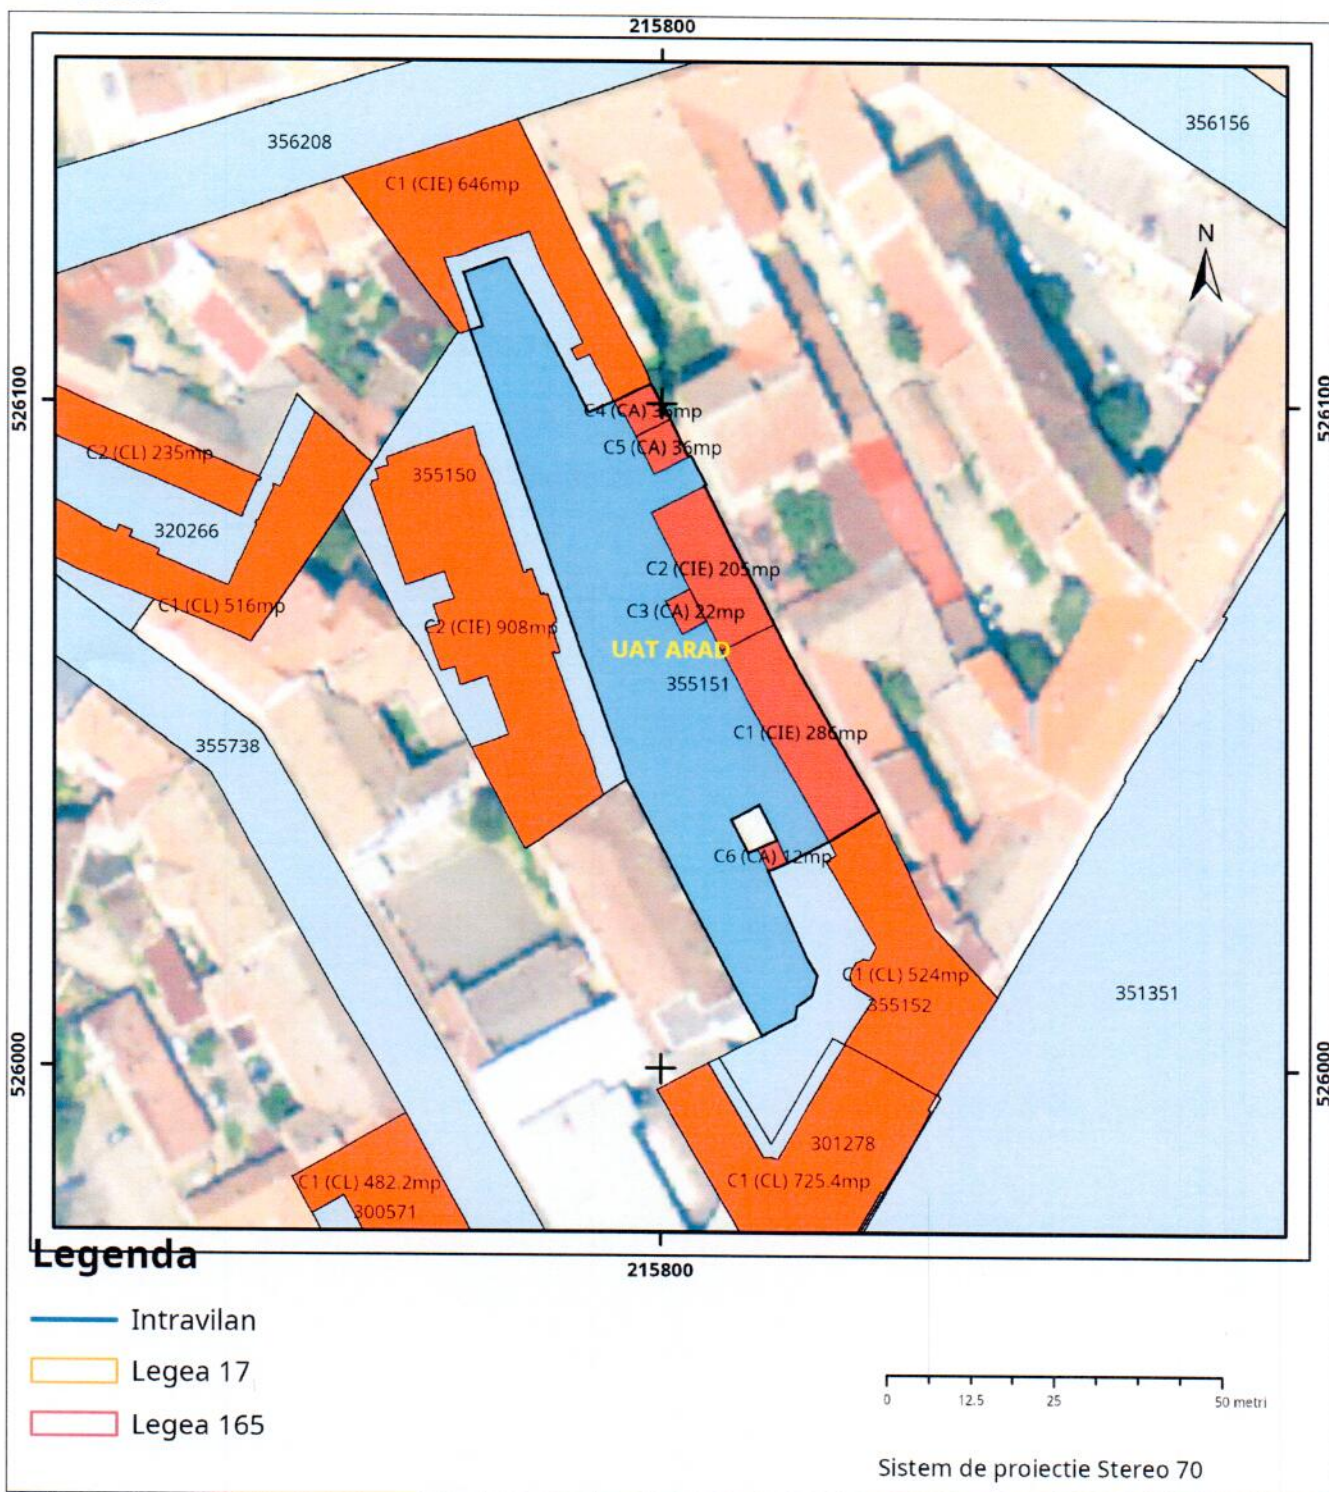 215800
356208
356156
C1 (CIE) 646mp
N
526100
526100
C4 (CA) 36mp
C5 (CA) 36mp
C2 (CL) 235mp
355150
320266
C2 (CIE) 205mp
C1 (CL) 516mp
C3 (CA) 22mp
C2 (CIE) 908mp
UAT ARAD
355151
C1 (CIE) 286mp
355738
C6 (CA) 12mp
C1 (CL) 524mp
355152
351351
526000
526000
301278
C1 (CL) 725.4mp
C1 (CL) 482.2mp
300571
215800
Legenda
Intravilan
Legea 17
Legea 165
0 12.5 25 50 metri
Sistem de proiectie Stereo 70